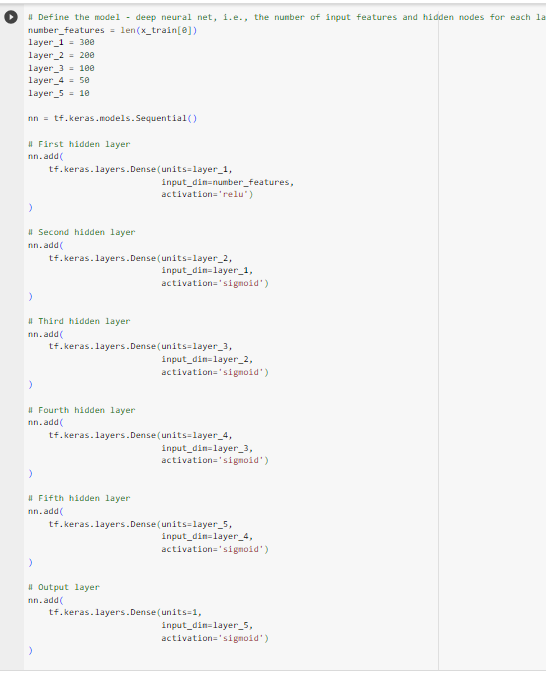 # Define the model - deep neural net, i.e., the number of input features and hidden nodes for each la
number_features = len(x_train[0])
layer_1 = 300
layer_2 = 200
layer_3 = 100
layer_4 = 50
layer_5 = 10
nn = tf.keras.models.Sequential()
# First hidden layer
nn.add(
tf.keras.layers.Dense(units=layer_1,
input_dim=number_features,
activation='relu')
)
# Second hidden layer
nn.add(
tf.keras.layers.Dense(units=layer_2,
input_dim=layer_1,
activation='sigmoid')
)
# Third hidden layer
nn.add(
tf.keras.layers.Dense(units=layer_3,
input_dim=layer_2,
activation='sigmoid')
)
# Fourth hidden layer
nn.add(
tf.keras.layers.Dense(units=layer_4,
input_dim=layer_3,
activation='sigmoid')
)
# Fifth hidden layer
nn.add(
tf.keras.layers.Dense(units=layer_5,
input_dim=layer_4,
activation='sigmoid')
)
# Output layer
nn.add(
tf.keras.layers.Dense(units=1,
input_dim=layer_5,
activation='sigmoid')
)